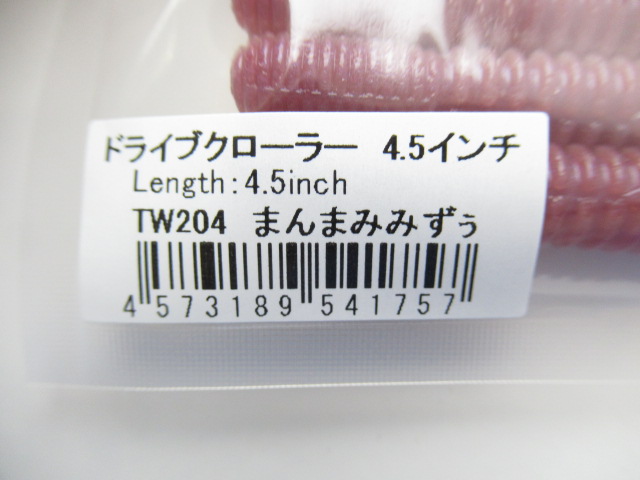 ドライブクローラー 4.5インチ
Length:4.5inch
TW204 まんまみみずぅ
4 573189 541757